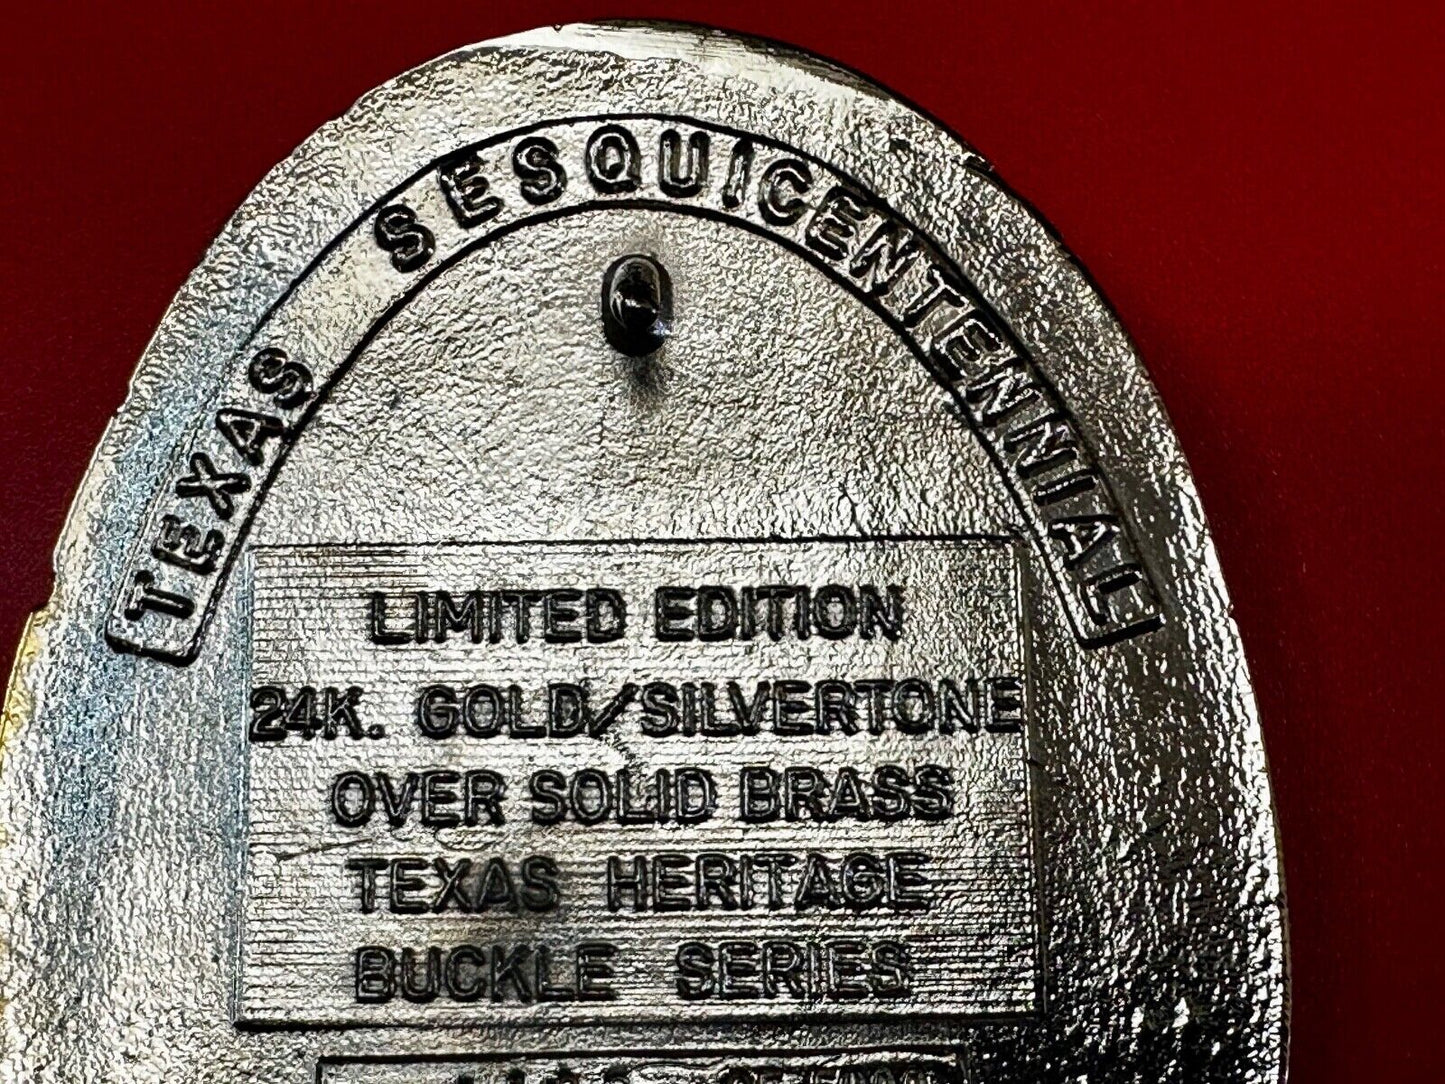 TEXAS SESQUICENTENNIAL
LIMITED EDITION
24K. GOLD/SILVERTONE
OVER SOLID BRASS
TEXAS HERITAGE
BUCKLE SERIES